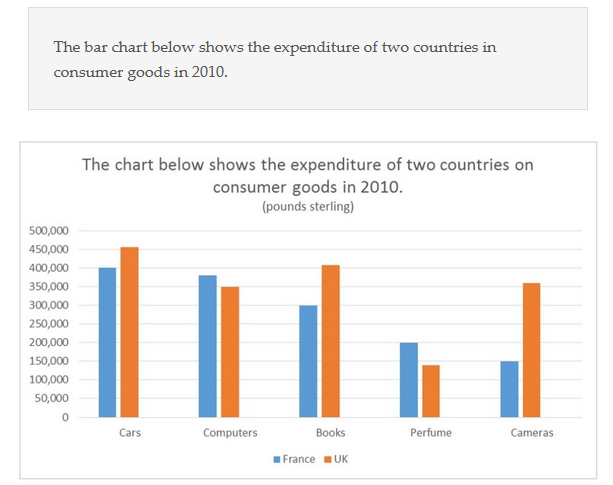 The bar chart below shows the expenditure of two countries in
consumer goods in 2010.
The chart below shows the expenditure of two countries on
consumer goods in 2010.
(pounds sterling)
500,000
450,000
400,000
350,000
300,000
250,000
200,000
150,000
100,000
50,000
0
Cars Computers Books Perfume Cameras
France UK